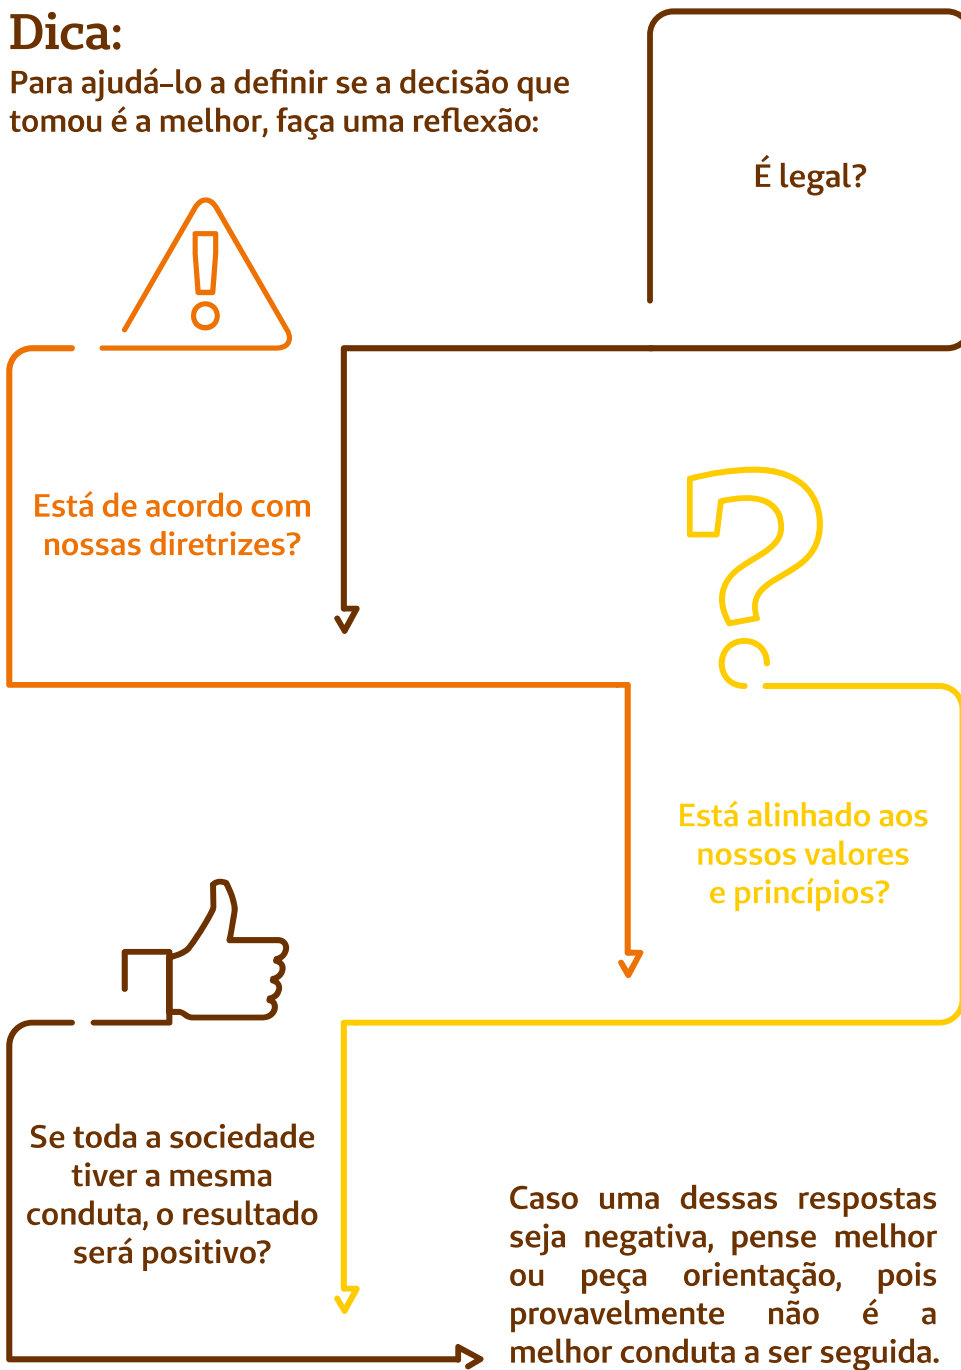 Dica:
Para ajudá-lo a definir se a decisão que
tomou é a melhor, faça uma reflexão:
É legal?
Está de acordo com
nossas diretrizes?
Está alinhado aos
nossos valores
e princípios?
Se toda a sociedade
tiver a mesma
conduta, o resultado
será positivo?
Caso uma dessas respostas
seja negativa, pense melhor
ou peça orientação, pois
provavelmente não é a
melhor conduta a ser seguida.